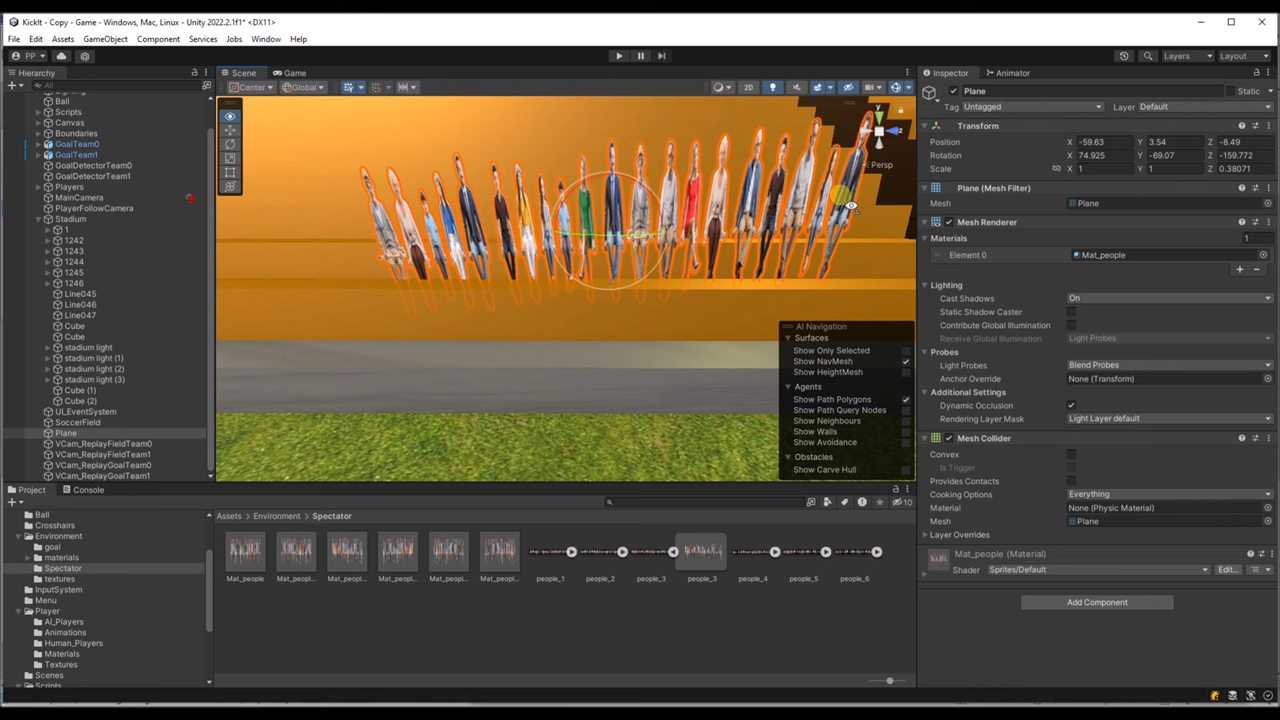 KickIt - Copy - Game - Windows, Mac, Linux - Unity 2022.2.1f1* <DX11>
File Edit Assets GameObject Component Services Jobs Window Help
PP Layers Layout
Hierarchy
All
Ball
Scripts
Canvas
Boundaries
GoalTeam0
GoalTeam1
GoalDetectorTeam0
GoalDetectorTeam1
Players
MainCamera
PlayerFollowCamera
Stadium
1
1242
1243
1244
1245
1246
Line045
Line046
Line047
Cube
Cube
stadium light
stadium light (1)
stadium light (2)
stadium light (3)
Cube (1)
Cube (2)
UI_EventSystem
SoccerField
Plane
VCam_ReplayFieldTeam0
VCam_ReplayFieldTeam1
VCam_ReplayGoalTeam0
VCam_ReplayGoalTeam1
Scene Game
Center Global 2D
y
z
Persp
AI Navigation
Surfaces
Show Only Selected
Show NavMesh
Show HeightMesh
Agents
Show Path Polygons
Show Path Query Nodes
Show Neighbours
Show Walls
Show Avoidance
Obstacles
Show Carve Hull
Inspector Animator
Plane Static
Tag Untagged Layer Default
Transform
Position X -59.63 Y 3.54 Z -8.49
Rotation X 74.925 Y -69.07 Z -159.772
Scale X 1 Y 1 Z 0.38071
Plane (Mesh Filter)
Mesh Plane
Mesh Renderer
Materials 1
Element 0 Mat_people
Lighting
Cast Shadows On
Static Shadow Caster
Contribute Global Illumination
Receive Global Illumination Light Probes
Probes
Light Probes Blend Probes
Anchor Override None (Transform)
Additional Settings
Dynamic Occlusion
Rendering Layer Mask Light Layer default
Mesh Collider
Convex
Is Trigger
Provides Contacts
Cooking Options Everything
Material None (Physic Material)
Mesh Plane
Layer Overrides
Mat_people (Material)
Shader Sprites/Default Edit...
Add Component
Project Console
10
Ball
Crosshairs
Environment
goal
materials
Spectator
textures
InputSystem
Menu
Player
AI_Players
Animations
Human_Players
Materials
Textures
Scenes
Scripts
Assets > Environment > Spectator
Mat_people Mat_peopl... Mat_peopl... Mat_peopl... Mat_peopl... Mat_peopl... people_1 people_2 people_3 people_3 people_4 people_5 people_6